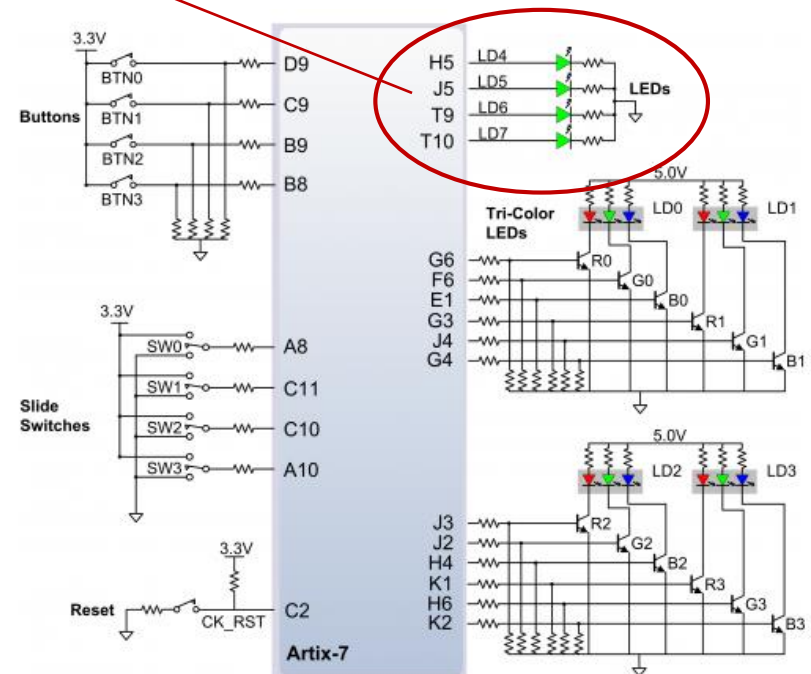 3.3V
BTN0
BTN1
BTN2
BTN3
Buttons
D9
C9
B9
B8
H5 LD4
J5 LD5
T9 LD6
T10 LD7
LEDs
5.0V
LD0
LD1
Tri-Color
LEDs
G6
F6
E1
G3
J4
G4
R0
G0
B0
R1
G1
B1
3.3V
SW0
SW1
SW2
SW3
Slide
Switches
A8
C11
C10
A10
5.0V
LD2
LD3
J3
J2
H4
K1
H6
K2
R2
G2
B2
R3
G3
B3
3.3V
Reset
CK_RST
C2
Artix-7